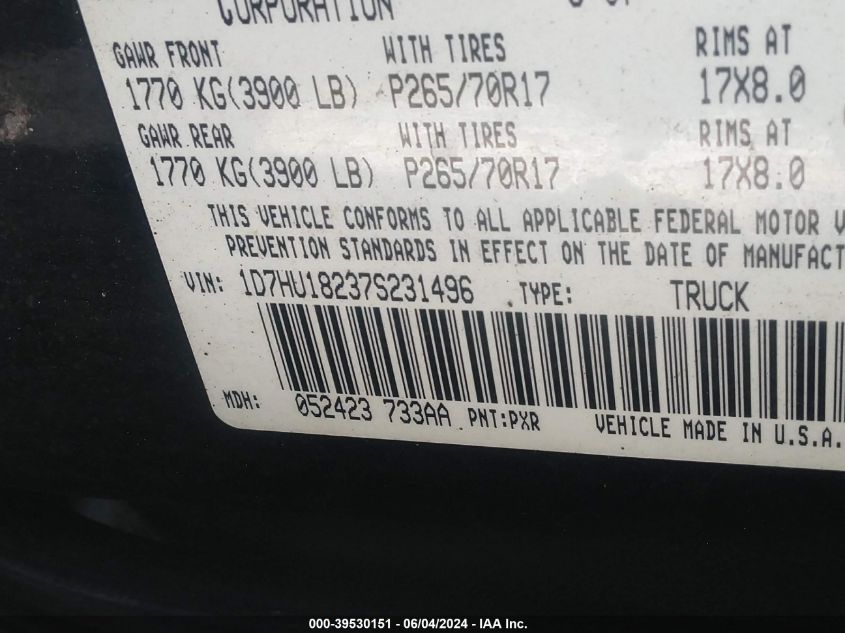 CORPORATION
GAWR FRONT WITH TIRES RIMS AT
1770 KG(3900 LB) P265/70R17 17X8.0
GAWR REAR WITH TIRES RIMS AT
1770 KG(3900 LB) P265/70R17 17X8.0
THIS VEHICLE CONFORMS TO ALL APPLICABLE FEDERAL MOTOR V
PREVENTION STANDARDS IN EFFECT ON THE DATE OF MANUFACT
VIN: 1D7HU18237S231496 TYPE: TRUCK
MDH: 052423 733AA PNT:PXR VEHICLE MADE IN U.S.A.
000-39530151 | 06/04/2024 - IAA Inc.